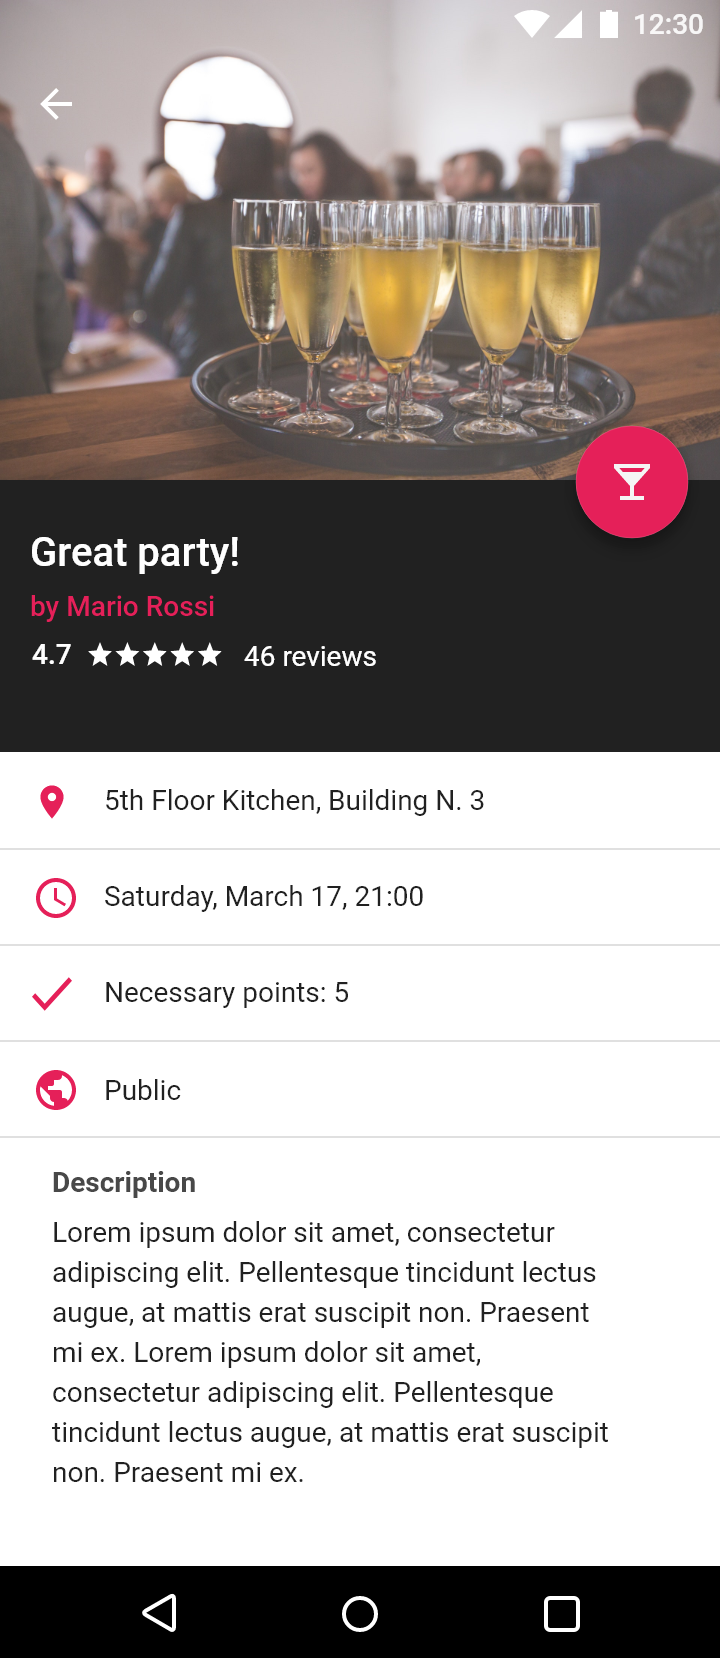 12:30
Great party!
by Mario Rossi
4.7 46 reviews
5th Floor Kitchen, Building N. 3
Saturday, March 17, 21:00
Necessary points: 5
Public
Description
Lorem ipsum dolor sit amet, consectetur
adipiscing elit. Pellentesque tincidunt lectus
augue, at mattis erat suscipit non. Praesent
mi ex. Lorem ipsum dolor sit amet,
consectetur adipiscing elit. Pellentesque
tincidunt lectus augue, at mattis erat suscipit
non. Praesent mi ex.